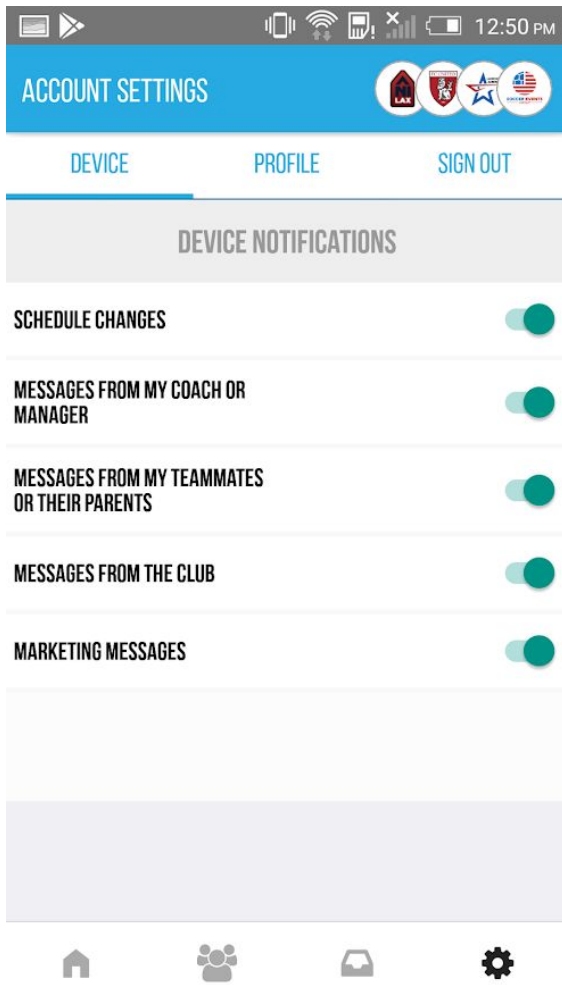 12:50 PM
ACCOUNT SETTINGS
NI
LAX
DEVICE
PROFILE
SIGN OUT
DEVICE NOTIFICATIONS
SCHEDULE CHANGES
MESSAGES FROM MY COACH OR
MANAGER
MESSAGES FROM MY TEAMMATES
OR THEIR PARENTS
MESSAGES FROM THE CLUB
MARKETING MESSAGES